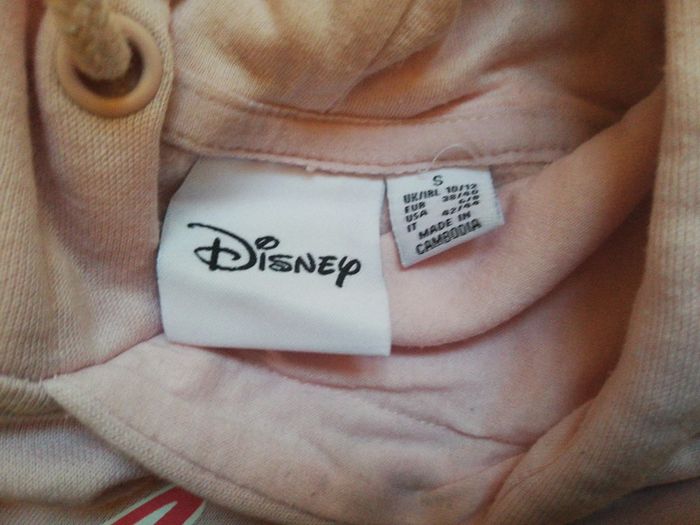 Disney
S
UK/IRL 10/12
EUR 38/40
USA 6/8
IT 42/44
MADE IN
CAMBODIA